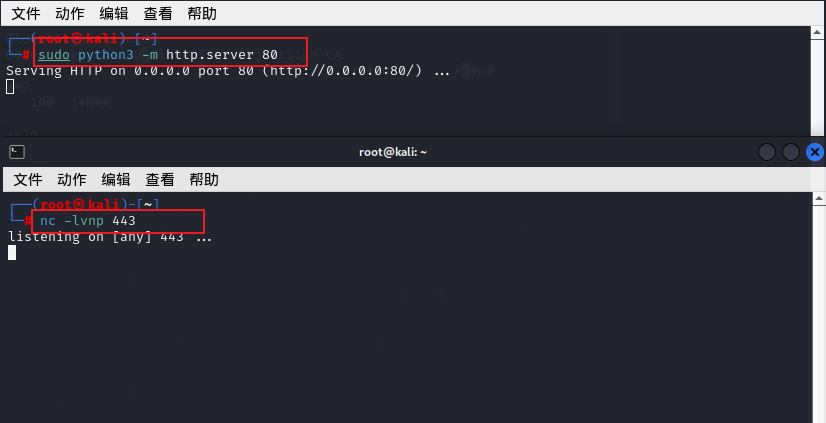 文件 动作 编辑 查看 帮助
┌──(root㉿kali)-[~]
└─# sudo python3 -m http.server 80
Serving HTTP on 0.0.0.0 port 80 (http://0.0.0.0:80/) ...
root@kali: ~
文件 动作 编辑 查看 帮助
┌──(root㉿kali)-[~]
└─# nc -lvnp 443
listening on [any] 443 ...